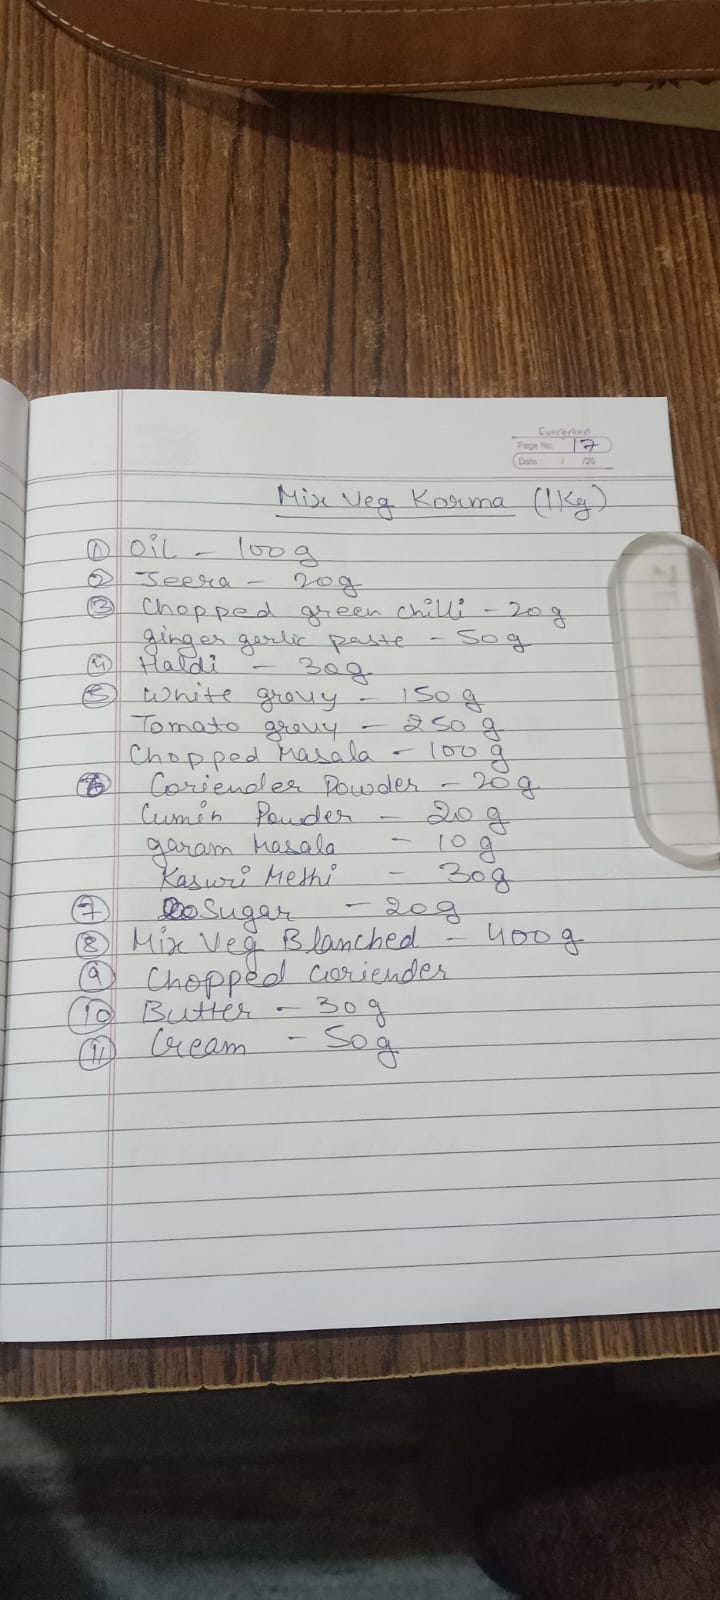 Evergreen
Page No. 17
Date: / /20
Mix Veg Korma (1Kg)
① OiL - 100g
② Jeera - 20g
③ Chopped green chilli - 20g
ginger garlic paste - 50g
④ Haldi - 30g
⑤ White gravy - 150g
Tomato gravy - 250g
Chopped Masala - 100g
⑥ Coriender Powder - 20g
Cumin Powder - 20g
garam Masala - 10g
Kasuri Methi - 30g
⑦ Sugar - 20g
⑧ Mix Veg Blanched - 400g
⑨ Chopped coriender
⑩ Butter - 30g
⑪ Cream - 50g